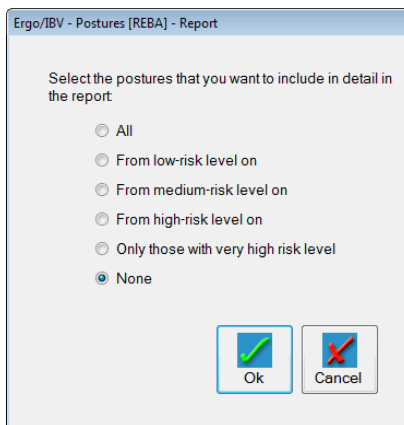 Ergo/IBV - Postures [REBA] - Report
Select the postures that you want to include in detail in
the report:
All
From low-risk level on
From medium-risk level on
From high-risk level on
Only those with very high risk level
None
Ok
Cancel